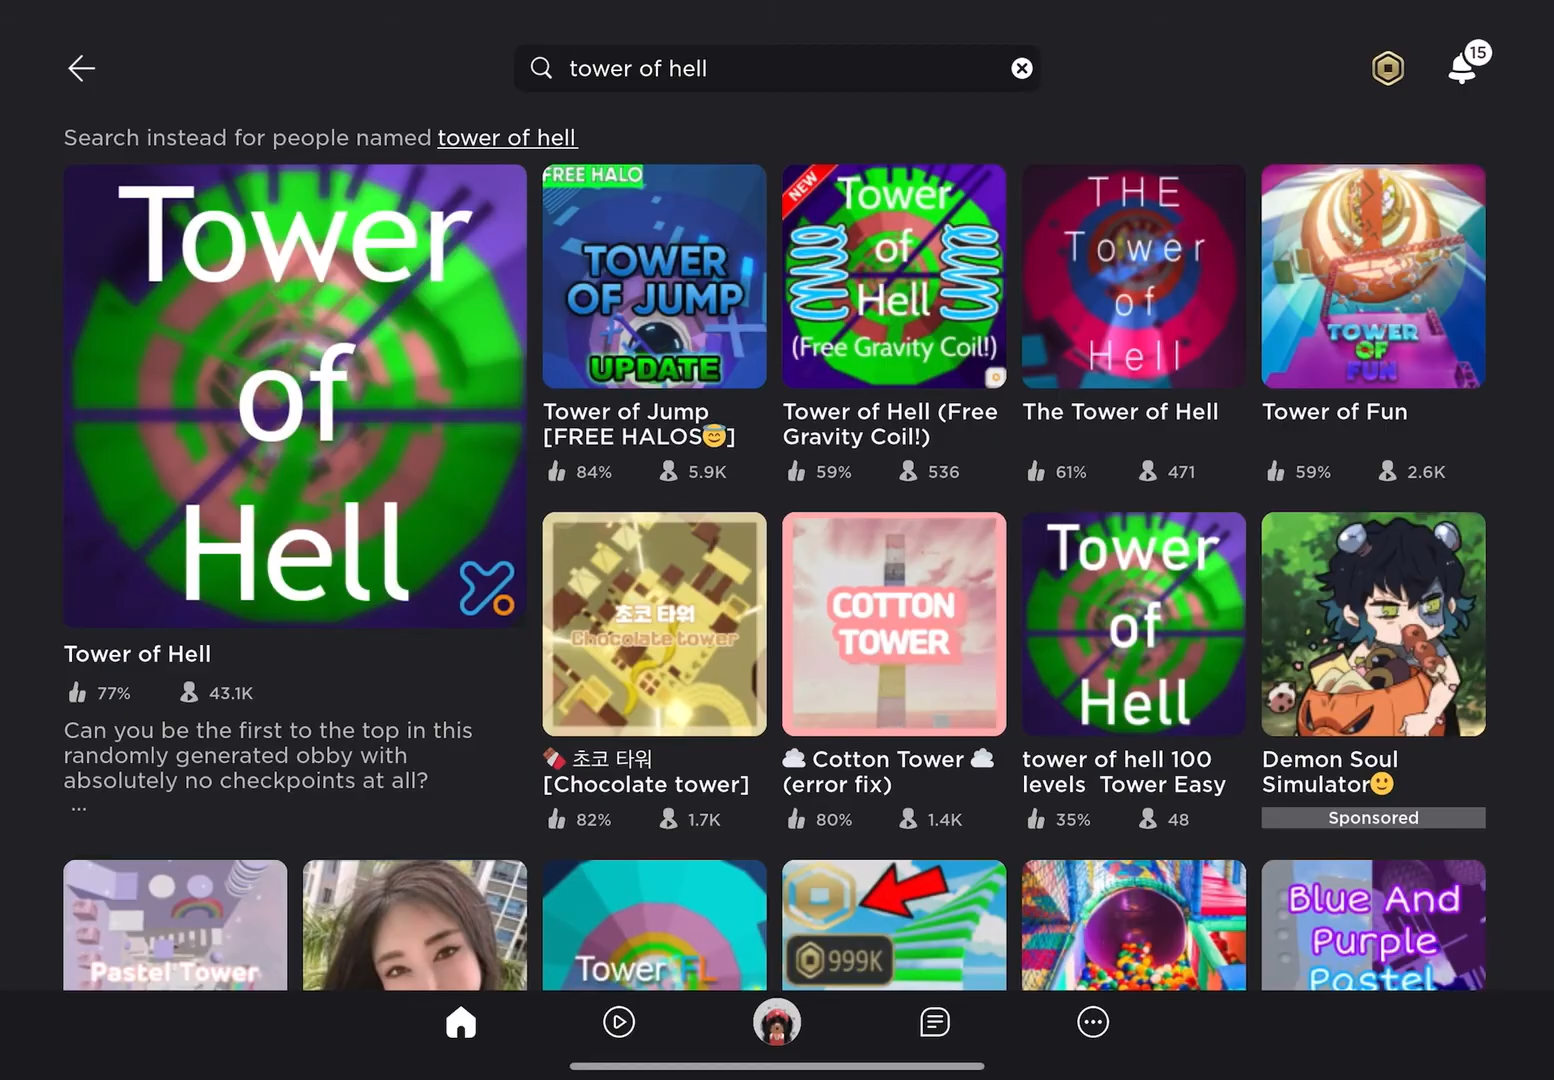 tower of hell
15
Search instead for people named tower of hell
Tower
of
Hell
Tower of Hell
77% 43.1K
Can you be the first to the top in this
randomly generated obby with
absolutely no checkpoints at all?
...
FREE HALO
TOWER
OF JUMP
UPDATE
Tower of Jump
[FREE HALOS😇]
84% 5.9K
NEW
Tower
of
Hell
(Free Gravity Coil!)
Tower of Hell (Free
Gravity Coil!)
59% 536
THE
Tower
of
Hell
The Tower of Hell
61% 471
TOWER
OF
FUN
Tower of Fun
59% 2.6K
초코 타워
Chocolate tower
🍫 초코 타워
[Chocolate tower]
82% 1.7K
COTTON
TOWER
☁️ Cotton Tower ☁️
(error fix)
80% 1.4K
Tower
of
Hell
tower of hell 100
levels Tower Easy
35% 48
Demon Soul
Simulator🙂
Sponsored
Pastel Tower
Tower FL
999K
Blue And
Purple
Pastel